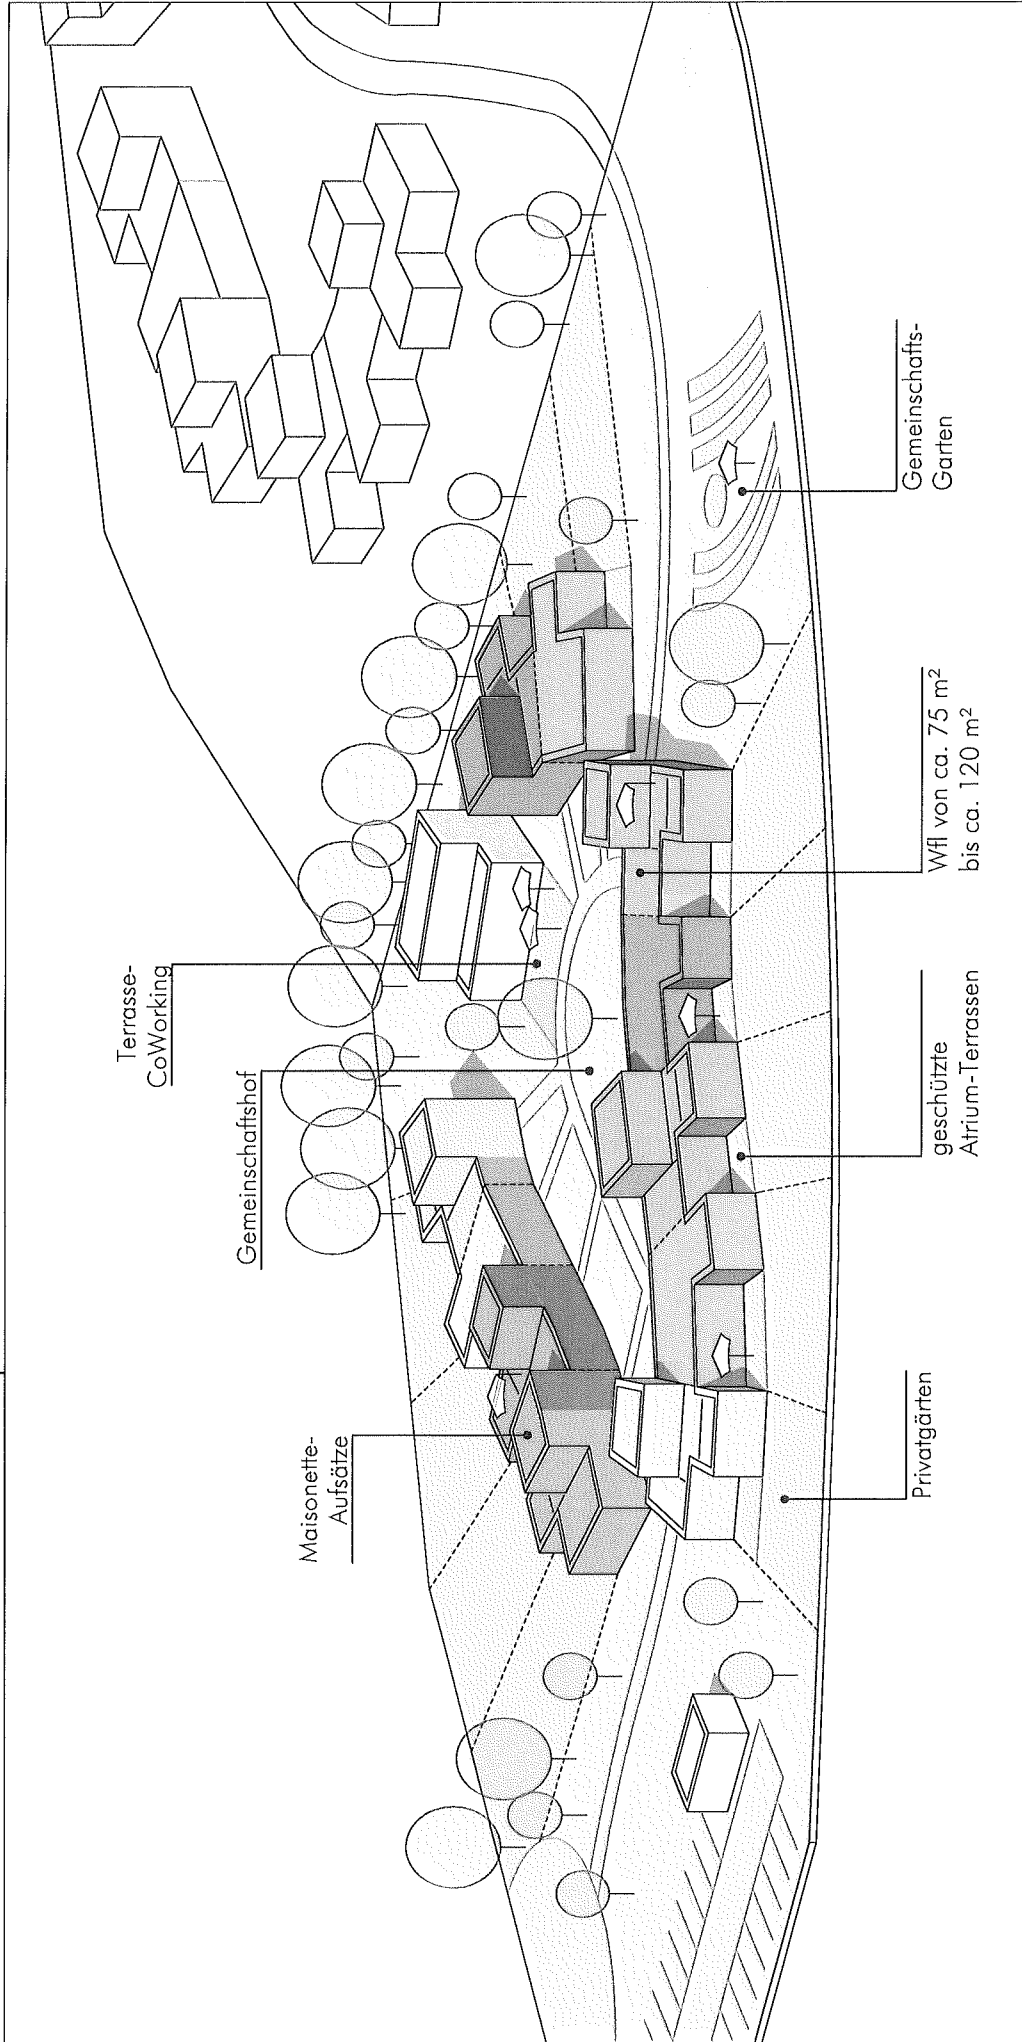 Terrasse-
CoWorking
Gemeinschaftshof
Maisonette-
Aufsätze
Gemeinschafts-
Garten
Wfl von ca. 75 m²
bis ca. 120 m²
geschützte
Atrium-Terrassen
Privatgärten